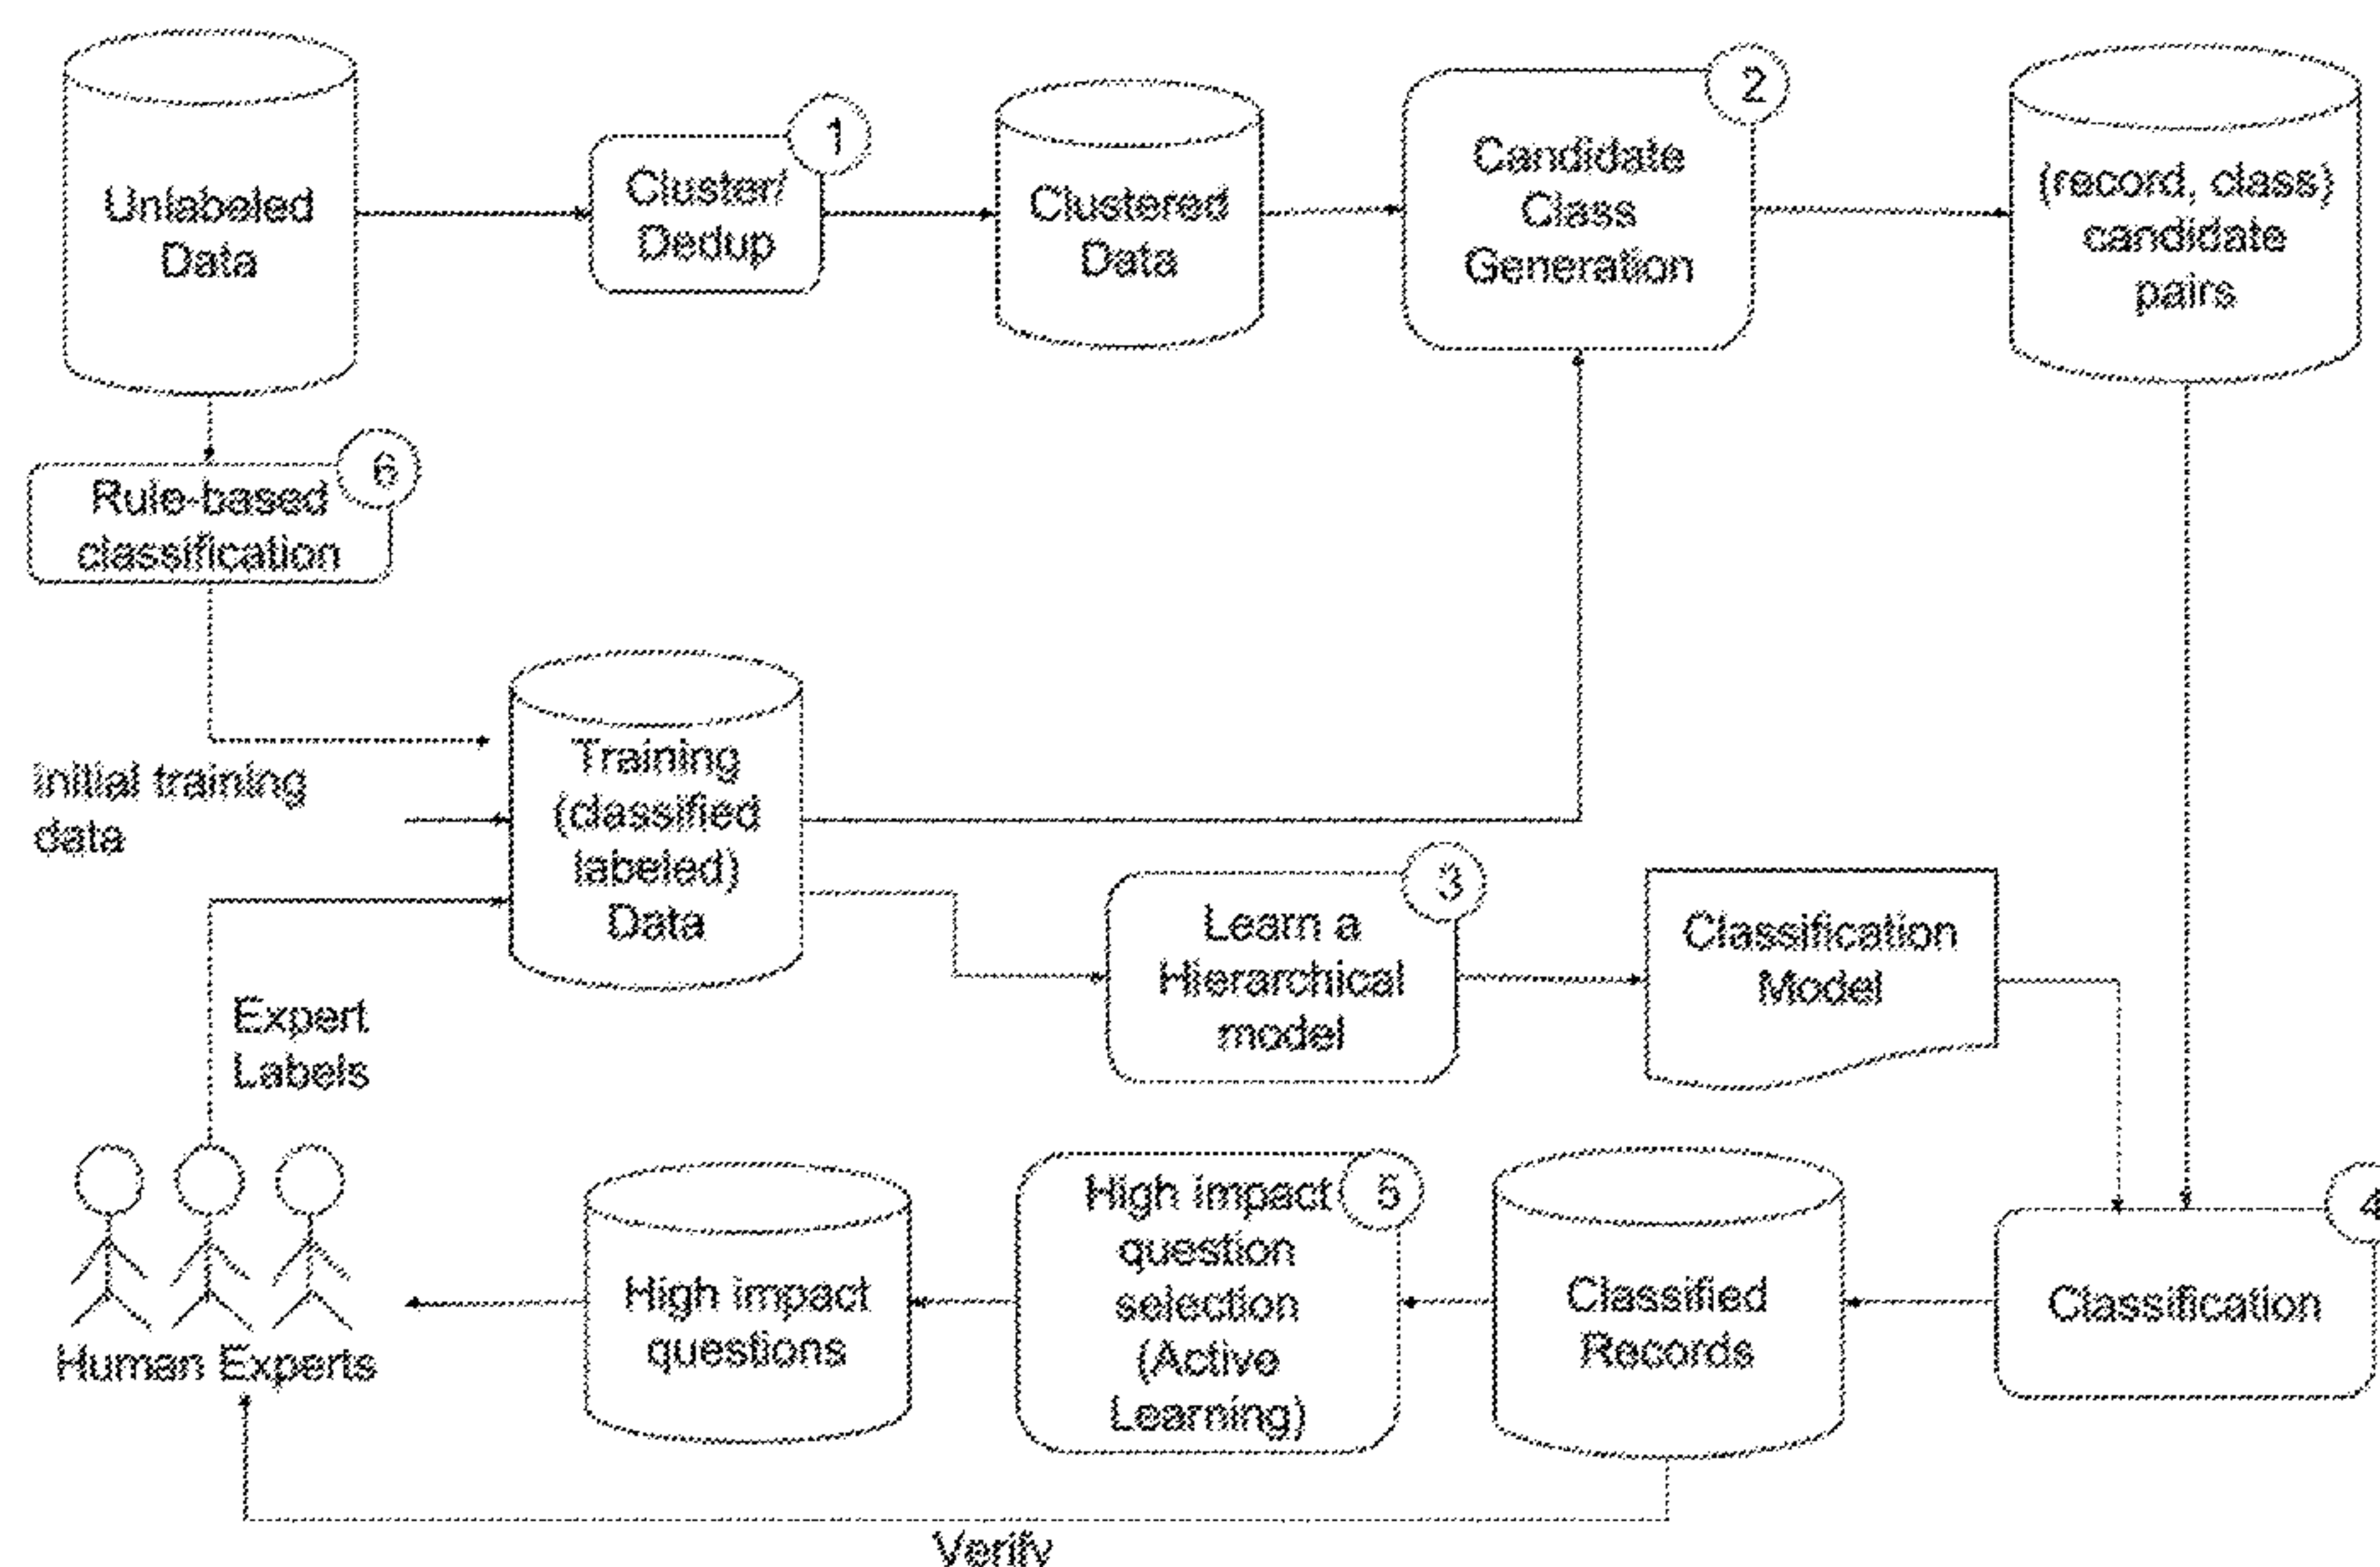 Unlabeled
Data
1
Cluster/
Dedup
Clustered
Data
2
Candidate
Class
Generation
(record, class)
candidate
pairs
6
Rule-based
classification
Initial training
data
Training
(classified
labeled)
Data
3
Learn a
Hierarchical
model
Classification
Model
Expert
Labels
Human Experts
High impact
questions
5
High impact
question
selection
(Active
Learning)
Classified
Records
4
Classification
Verify